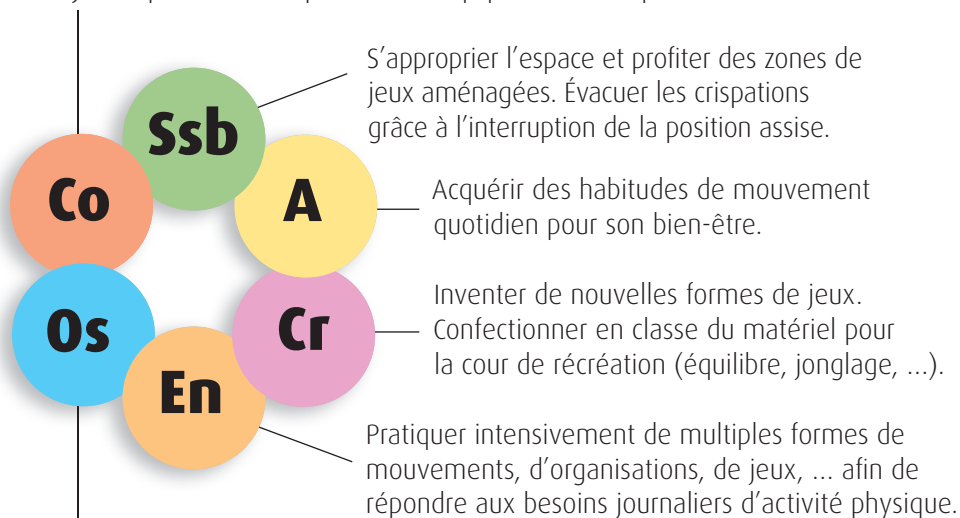 Ssb
S’approprier l’espace et profiter des zones de
jeux aménagées. Évacuer les crispations
grâce à l’interruption de la position assise.
Co
A
Acquérir des habitudes de mouvement
quotidien pour son bien-être.
Os
Cr
Inventer de nouvelles formes de jeux.
Confectionner en classe du matériel pour
la cour de récréation (équilibre, jonglage, ...).
En
Pratiquer intensivement de multiples formes de
mouvements, d’organisations, de jeux, ... afin de
répondre aux besoins journaliers d’activité physique.